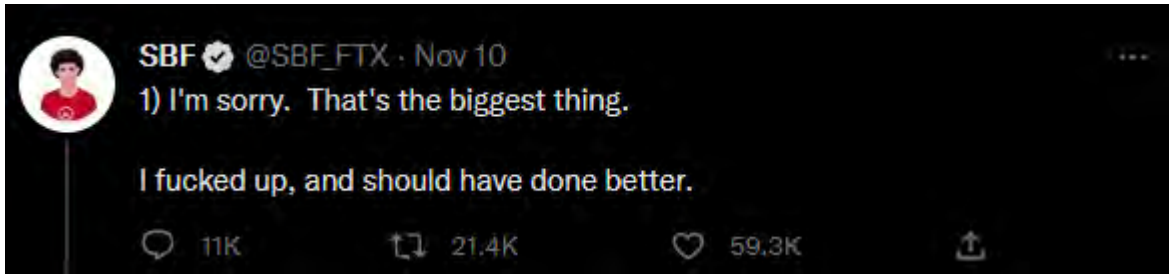 SBF @SBF_FTX · Nov 10
1) I'm sorry.  That's the biggest thing.
I fucked up, and should have done better.
11K 21.4K 59.3K